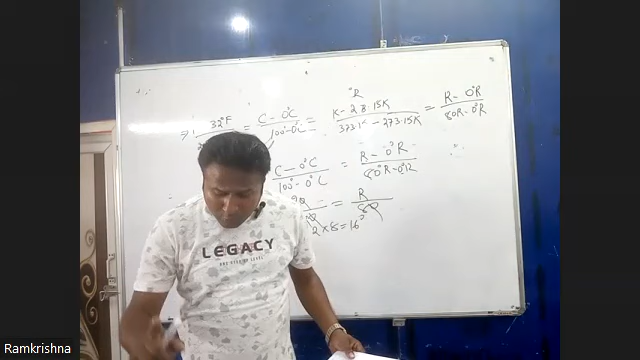 °R
⇒ 32°F = C - 0°C / 100° - 0°C = K - 273.15K / 373.15K - 273.15K = R - 0°R / 80R - 0°R
C - 0°C / 100° - 0°C = R - 0°R / 80°R - 0°R
= R / 80
2 × 8 = 16°
LEGACY
Ramkrishna